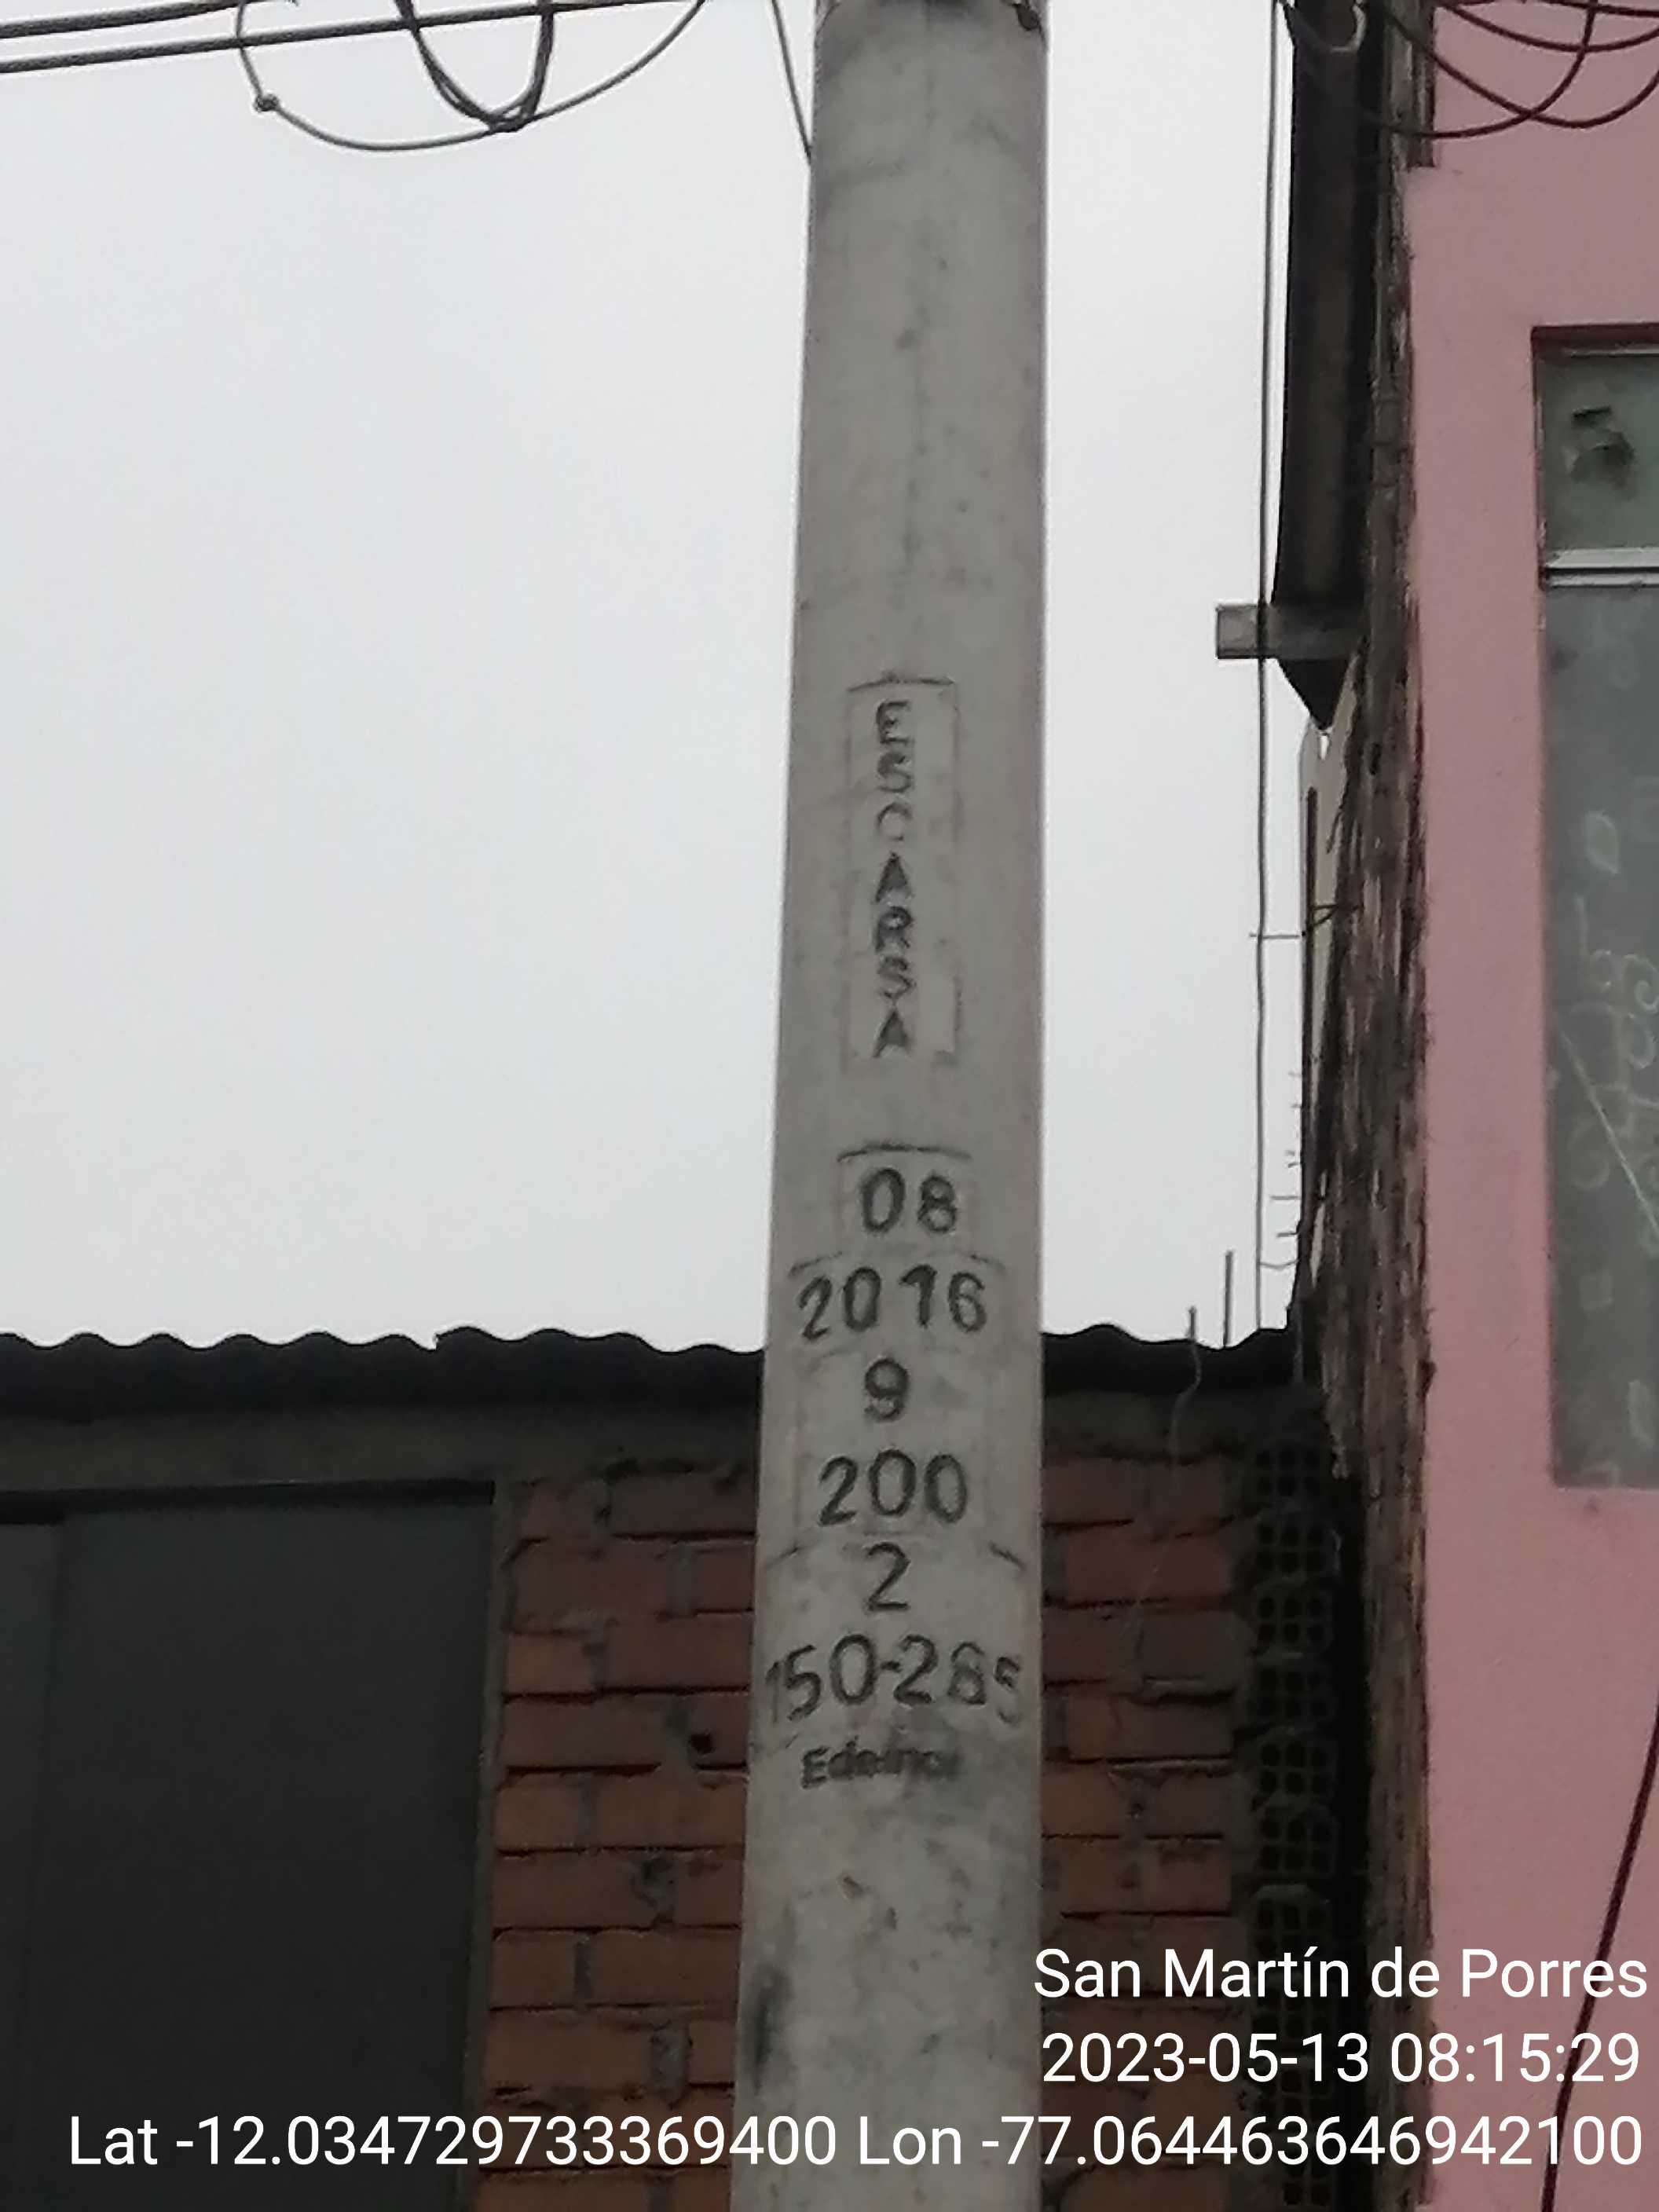 ESCARSA
08
2016
9
200
2
150-285
Edelnor
San Martín de Porres
2023-05-13 08:15:29
Lat -12.034729733369400 Lon -77.064463646942100